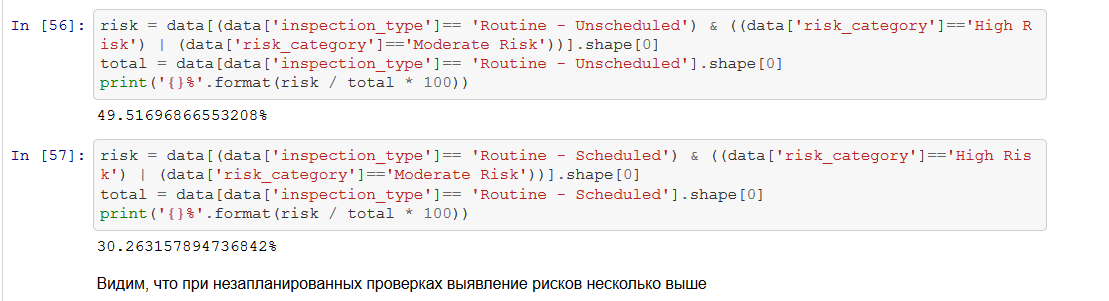 In [56]: risk = data[(data['inspection_type']== 'Routine - Unscheduled') & ((data['risk_category']=='High R
isk') | (data['risk_category']=='Moderate Risk'))].shape[0]
total = data[data['inspection_type']== 'Routine - Unscheduled'].shape[0]
print('{}%'.format(risk / total * 100))
49.51696866553208%
In [57]: risk = data[(data['inspection_type']== 'Routine - Scheduled') & ((data['risk_category']=='High Ris
k') | (data['risk_category']=='Moderate Risk'))].shape[0]
total = data[data['inspection_type']== 'Routine - Scheduled'].shape[0]
print('{}%'.format(risk / total * 100))
30.263157894736842%
Видим, что при незапланированных проверках выявление рисков несколько выше